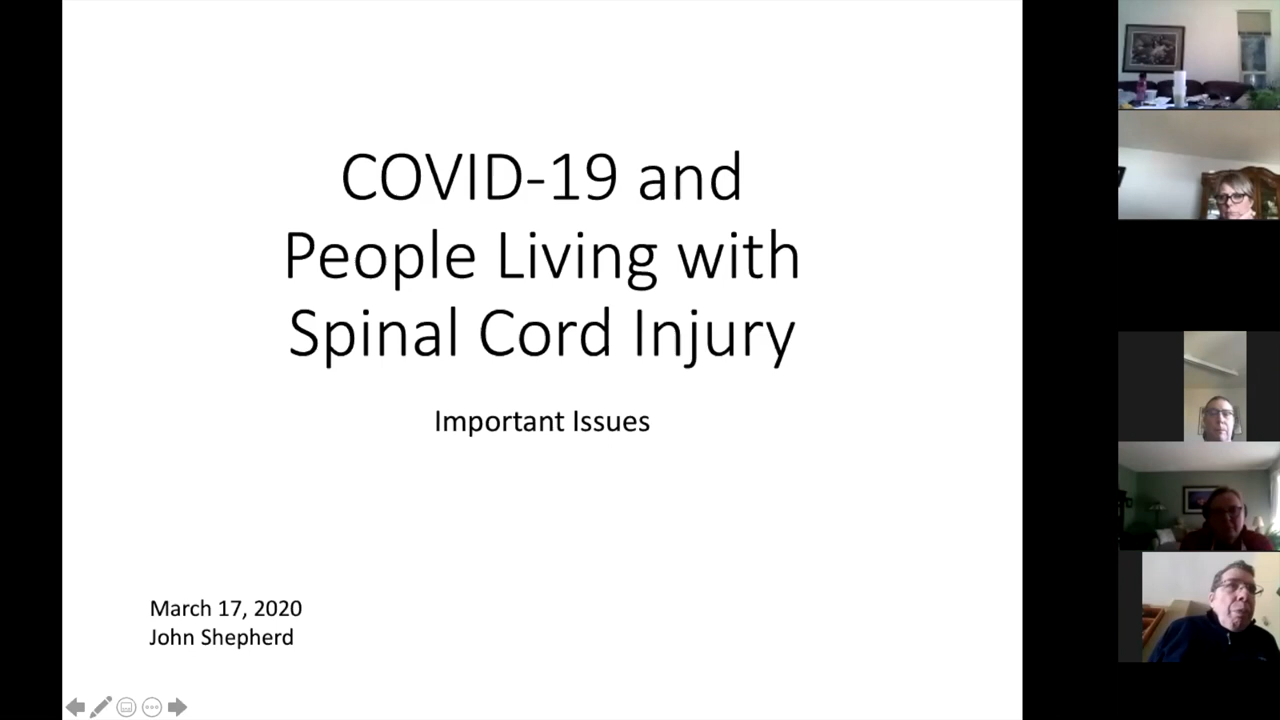 COVID-19 and
People Living with
Spinal Cord Injury
Important Issues
March 17, 2020
John Shepherd